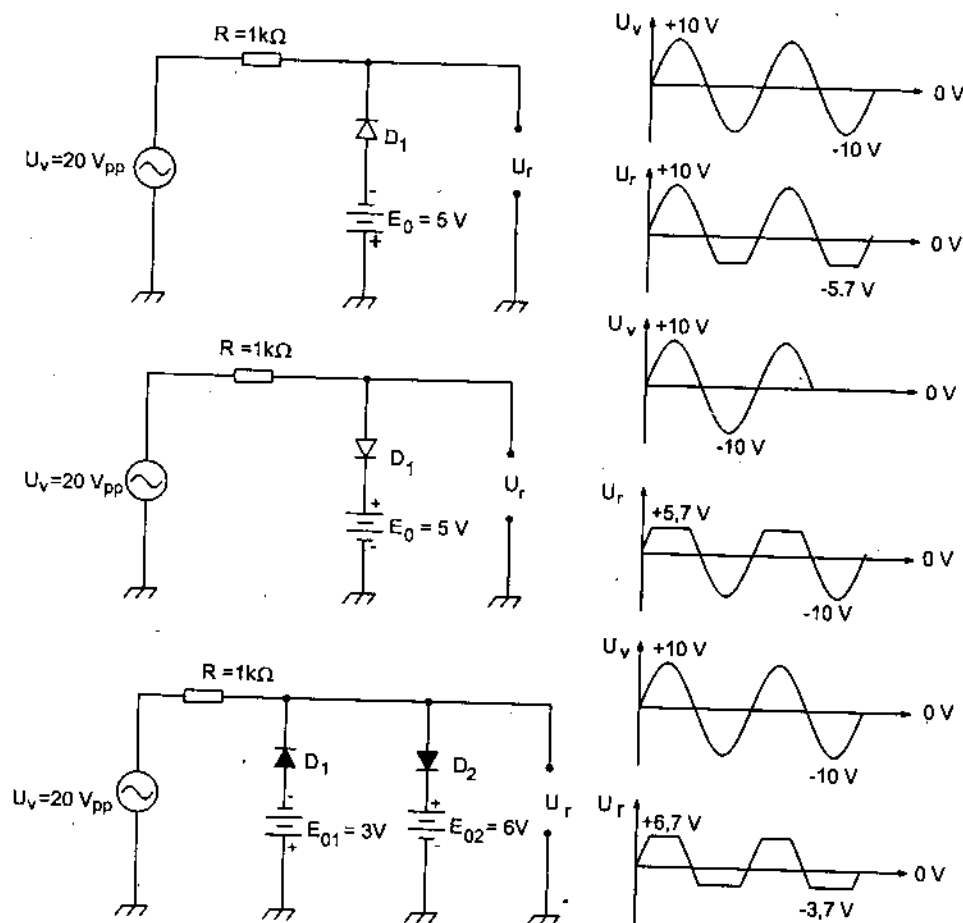 R =1kΩ
U_v=20 V_pp
D_1
-
E_0 = 5 V
+
U_r
U_v
+10 V
0 V
-10 V
U_r
+10 V
0 V
-5.7 V
R =1kΩ
U_v=20 V_pp
D_1
+
E_0 = 5 V
-
U_r
U_v
+10 V
0 V
-10 V
U_r
+5,7 V
0 V
-10 V
R =1kΩ
U_v=20 V_pp
D_1
-
E_01 = 3V
+
D_2
+
E_02 = 6V
-
U_r
U_v
+10 V
0 V
-10 V
U_r
+6,7 V
0 V
-3,7 V